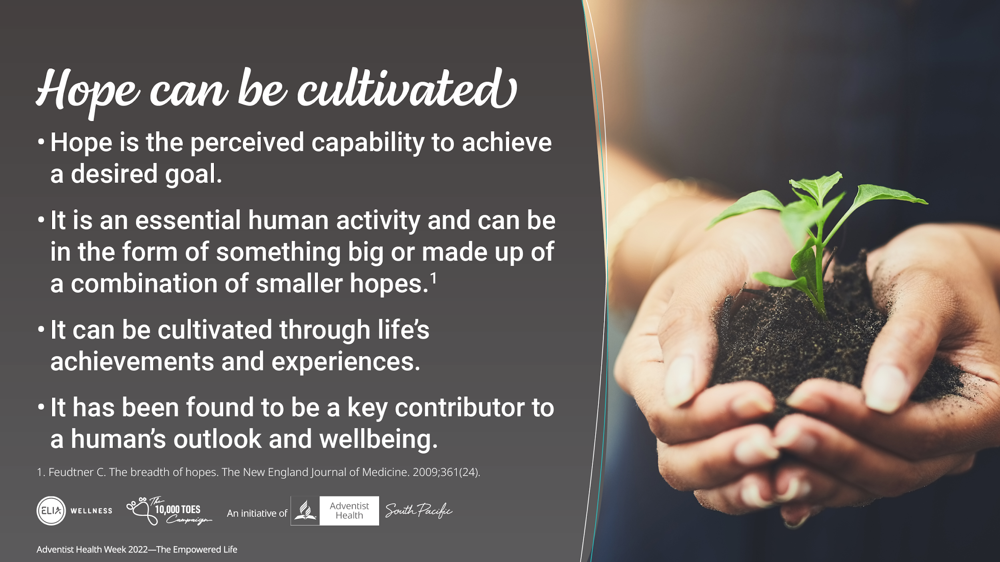 Hope can be cultivated
• Hope is the perceived capability to achieve
a desired goal.
• It is an essential human activity and can be
in the form of something big or made up of
a combination of smaller hopes.¹
• It can be cultivated through life’s
achievements and experiences.
• It has been found to be a key contributor to
a human’s outlook and wellbeing.
1. Feudtner C. The breadth of hopes. The New England Journal of Medicine. 2009;361(24).
ELIA WELLNESS
The
10,000 TOES
Campaign
An initiative of
Adventist
Health
South Pacific
Adventist Health Week 2022—The Empowered Life